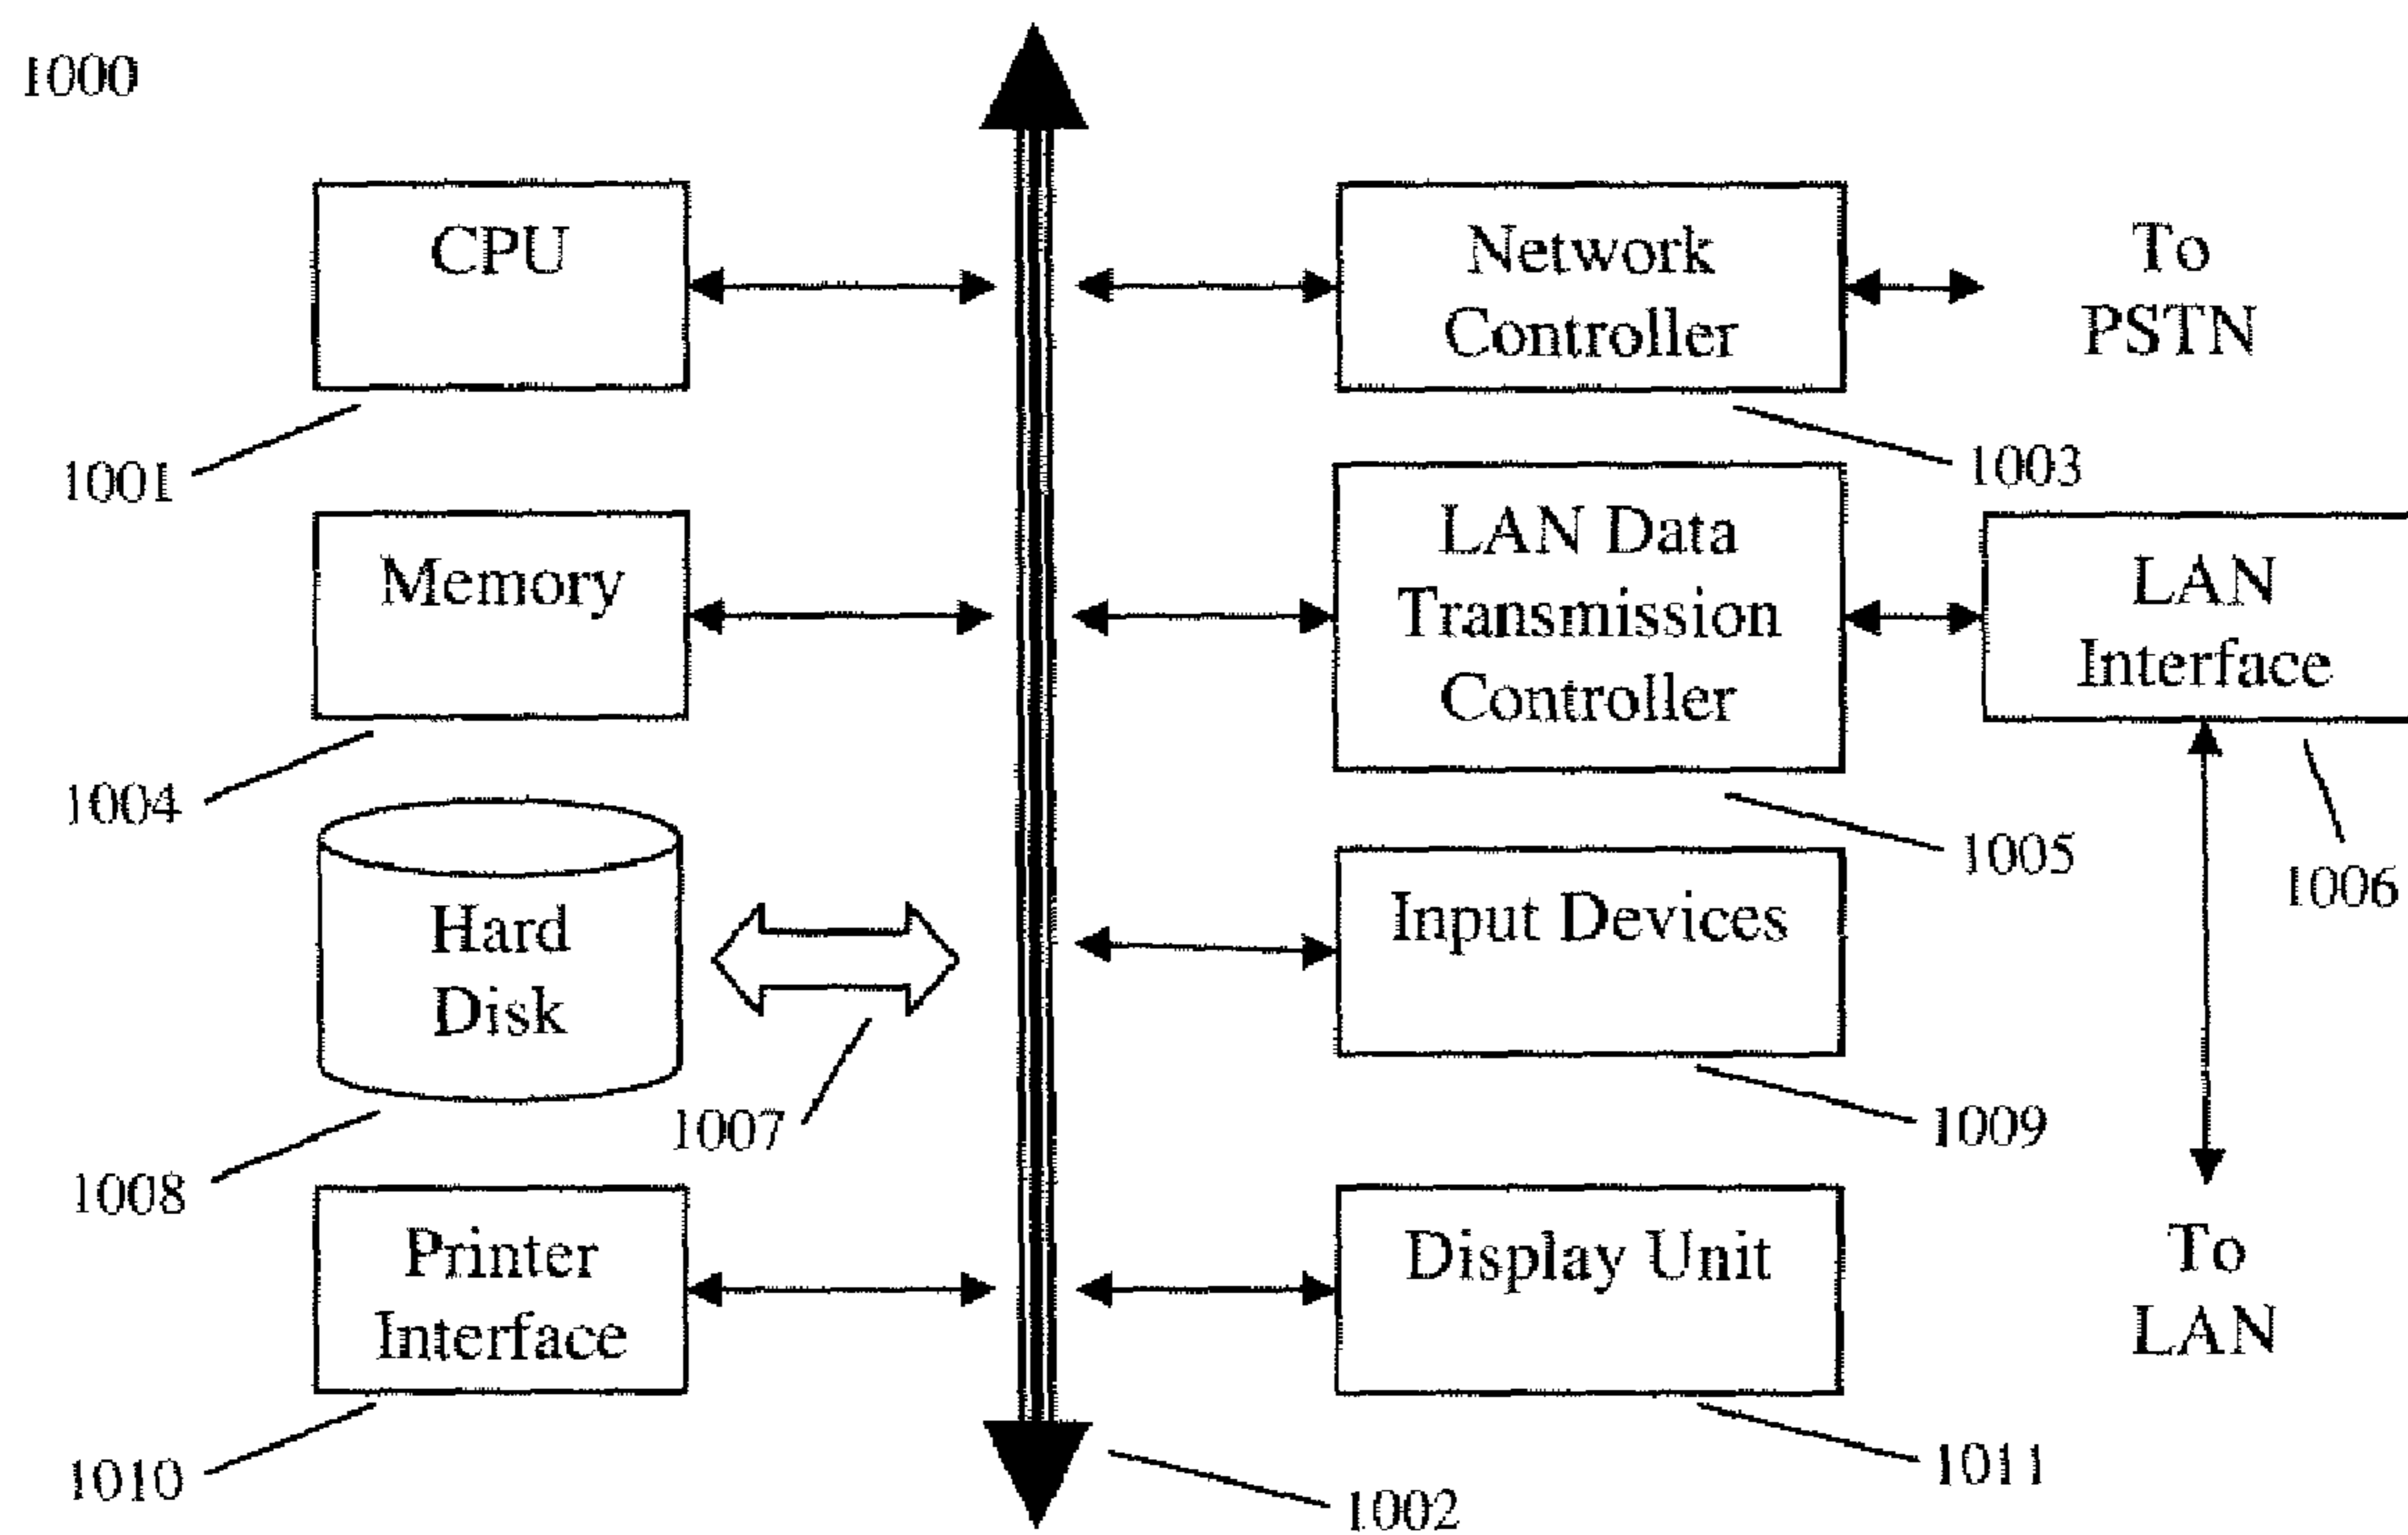 1000
CPU
Network
Controller
To
PSTN
1001
1003
Memory
LAN Data
Transmission
Controller
LAN
Interface
1004
1005
1006
Hard
Disk
Input Devices
1007
1009
1008
Printer
Interface
Display Unit
To
LAN
1010
1011
1002